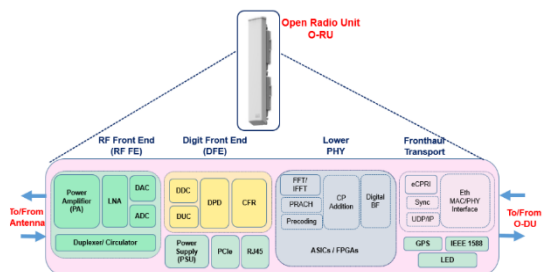 Open Radio Unit
O-RU
RF Front End
(RF FE)
Digit Front End
(DFE)
Lower
PHY
Fronthaul
Transport
Power
Amplifier
(PA)
LNA
DAC
ADC
Duplexer/ Circulator
DDC
DUC
DPD
CFR
Power
Supply
(PSU)
PCIe
RJ45
FFT/
IFFT
PRACH
Precoding
CP
Addition
Digital
BF
ASICs / FPGAs
eCPRI
Sync
UDP/IP
Eth
MAC/PHY
Interface
GPS
IEEE 1588
LED
To/From
Antenna
To/From
O-DU